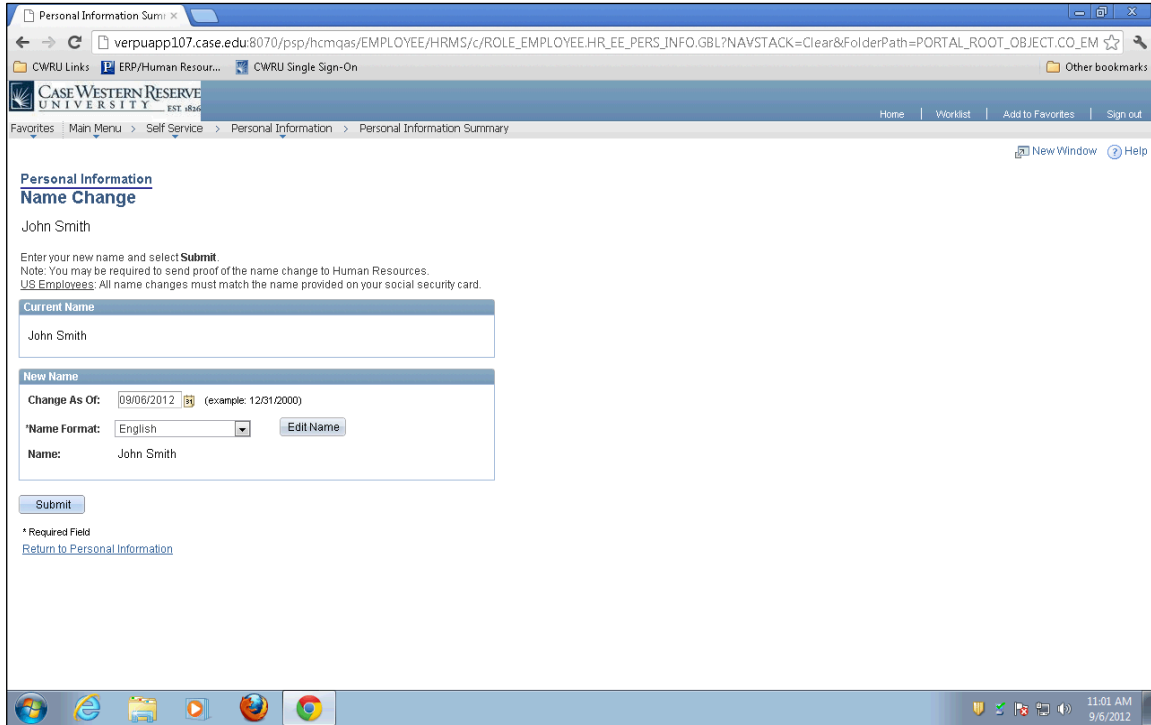 Personal Information Sumr
verpuapp107.case.edu:8070/psp/hcmqas/EMPLOYEE/HRMS/c/ROLE_EMPLOYEE.HR_EE_PERS_INFO.GBL?NAVSTACK=Clear&FolderPath=PORTAL_ROOT_OBJECT.CO_EM
CWRU Links ERP/Human Resour... CWRU Single Sign-On Other bookmarks
CASE WESTERN RESERVE
UNIVERSITY EST. 1826
Home | Worklist | Add to Favorites | Sign out
Favorites Main Menu > Self Service > Personal Information > Personal Information Summary
New Window ? Help
Personal Information
Name Change
John Smith
Enter your new name and select Submit.
Note: You may be required to send proof of the name change to Human Resources.
US Employees: All name changes must match the name provided on your social security card.
Current Name
John Smith
New Name
Change As Of: 09/06/2012 31 (example: 12/31/2000)
*Name Format: English Edit Name
Name: John Smith
Submit
* Required Field
Return to Personal Information
11:01 AM
9/6/2012